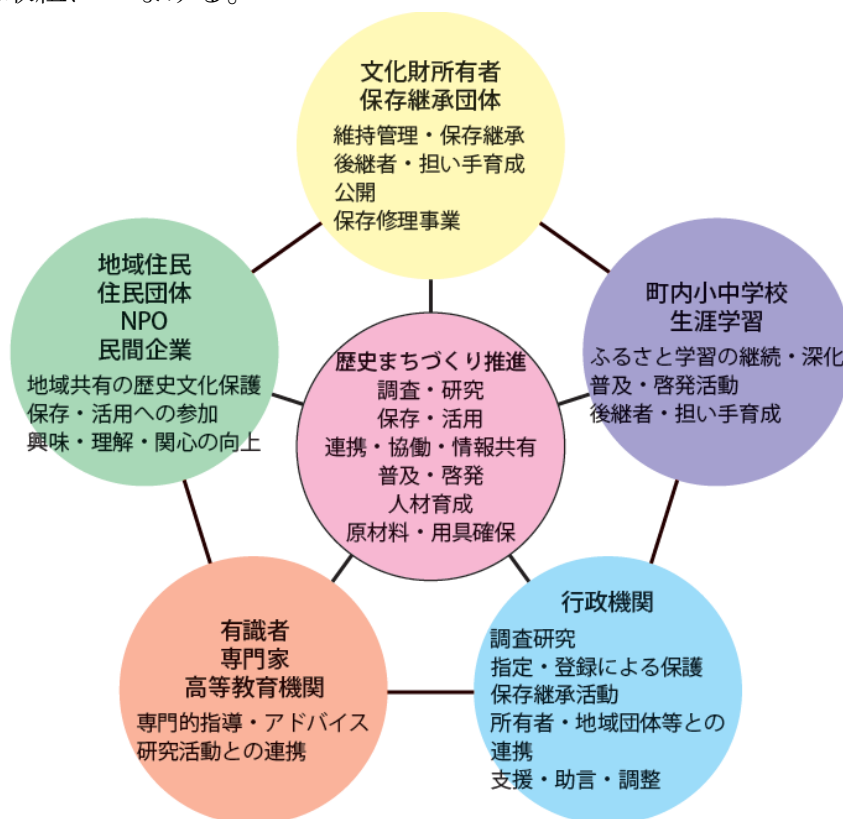 文化財所有者
保存継承団体
維持管理・保存継承
後継者・担い手育成
公開
保存修理事業
地域住民
住民団体
NPO
民間企業
地域共有の歴史文化保護
保存・活用への参加
興味・理解・関心の向上
町内小中学校
生涯学習
ふるさと学習の継続・深化
普及・啓発活動
後継者・担い手育成
歴史まちづくり推進
調査・研究
保存・活用
連携・協働・情報共有
普及・啓発
人材育成
原材料・用具確保
有識者
専門家
高等教育機関
専門的指導・アドバイス
研究活動との連携
行政機関
調査研究
指定・登録による保護
保存継承活動
所有者・地域団体等との
連携
支援・助言・調整